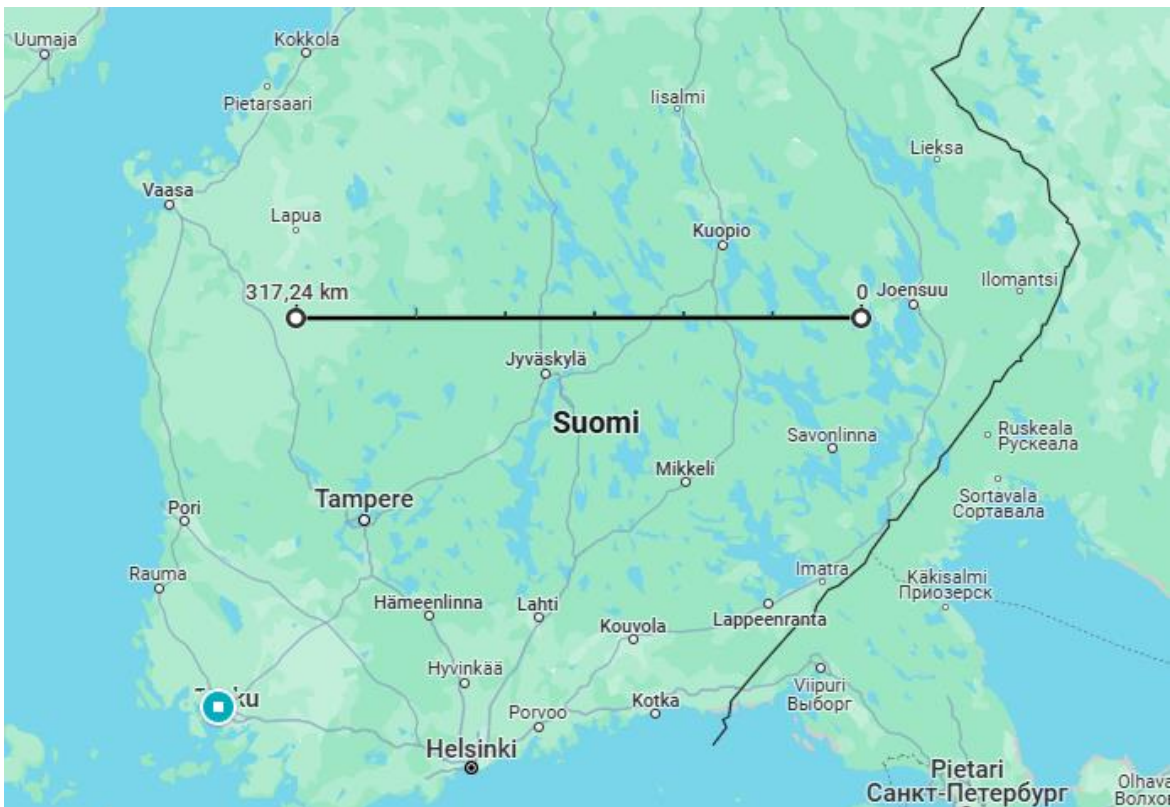 Uumaja
Kokkola
Pietarsaari
Iisalmi
Lieksa
Vaasa
Lapua
Kuopio
Ilomantsi
317,24 km
0
Joensuu
Jyväskylä
Suomi
Savonlinna
Ruskeala
Рускеала
Mikkeli
Tampere
Sortavala
Сортавала
Pori
Rauma
Imatra
Käkisalmi
Приозерск
Hämeenlinna
Lahti
Lappeenranta
Kouvola
Hyvinkää
Viipuri
Выборг
Kotka
Porvoo
Helsinki
Pietari
Санкт-Петербург